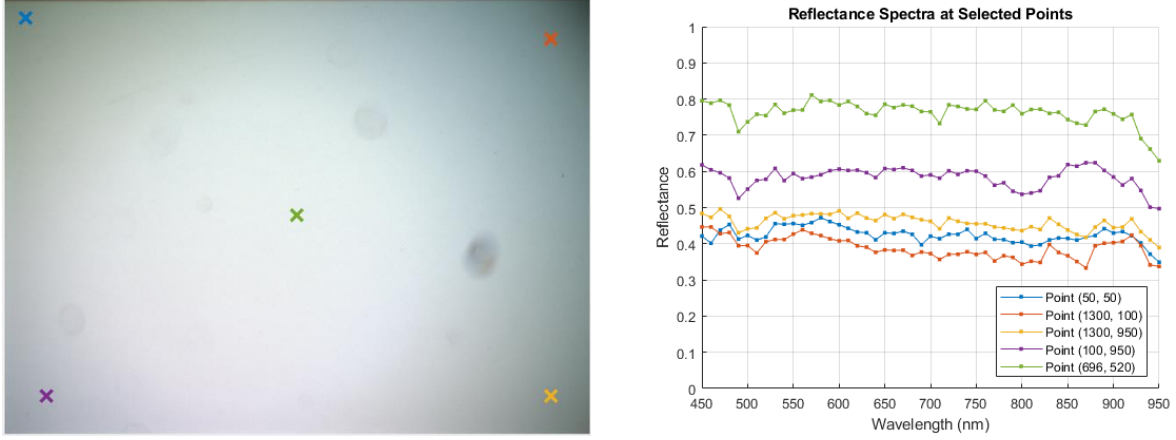 Reflectance Spectra at Selected Points
1
0.9
0.8
0.7
0.6
0.5
0.4
0.3
0.2
0.1
0
Reflectance
Point (50, 50)
Point (1300, 100)
Point (1300, 950)
Point (100, 950)
Point (696, 520)
450 500 550 600 650 700 750 800 850 900 950
Wavelength (nm)